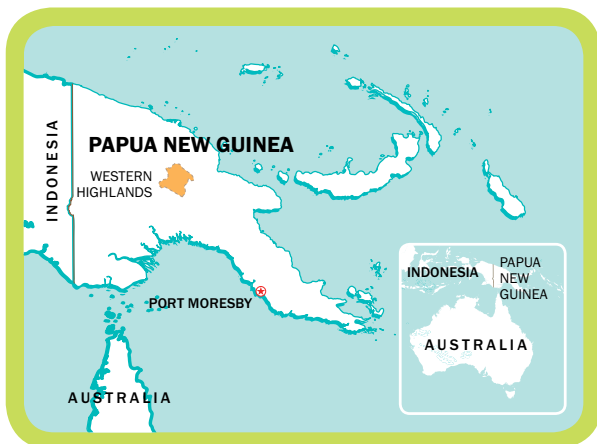 INDONESIA
PAPUA NEW GUINEA
WESTERN
HIGHLANDS
PORT MORESBY
AUSTRALIA
INDONESIA
PAPUA
NEW
GUINEA
AUSTRALIA